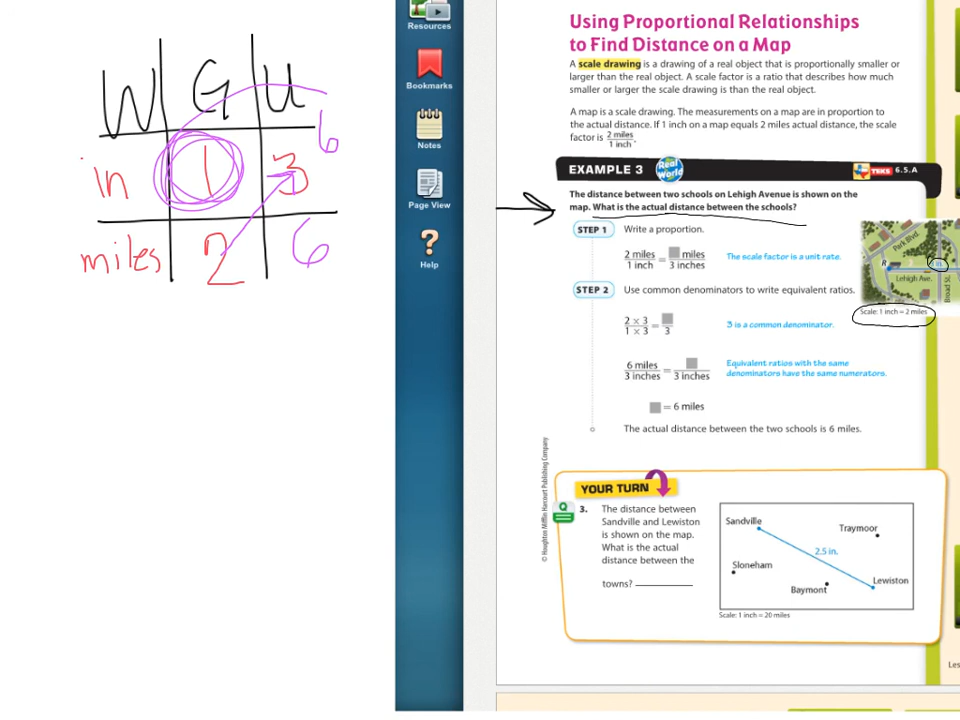 W G U
6
in 1 3
miles 2 6
Resources
Bookmarks
Notes
Page View
Help
Using Proportional Relationships
to Find Distance on a Map
A scale drawing is a drawing of a real object that is proportionally smaller or
larger than the real object. A scale factor is a ratio that describes how much
smaller or larger the scale drawing is than the real object.
A map is a scale drawing. The measurements on a map are in proportion to
the actual distance. If 1 inch on a map equals 2 miles actual distance, the scale
factor is 2 miles / 1 inch.
EXAMPLE 3 Real World TEKS 6.5.A
The distance between two schools on Lehigh Avenue is shown on the
map. What is the actual distance between the schools?
STEP 1 Write a proportion.
2 miles / 1 inch = miles / 3 inches The scale factor is a unit rate.
STEP 2 Use common denominators to write equivalent ratios.
2 × 3 / 1 × 3 = / 3 3 is a common denominator.
6 miles / 3 inches = / 3 inches Equivalent ratios with the same
denominators have the same numerators.
= 6 miles
The actual distance between the two schools is 6 miles.
Park Blvd.
R
Lehigh Ave.
Broad St.
Scale: 1 inch = 2 miles
YOUR TURN
3. The distance between
Sandville and Lewiston
is shown on the map.
What is the actual
distance between the
towns?
Sandville
Traymoor
2.5 in.
Sloneham
Lewiston
Baymont
Scale: 1 inch = 20 miles
© Houghton Mifflin Harcourt Publishing Company
Les